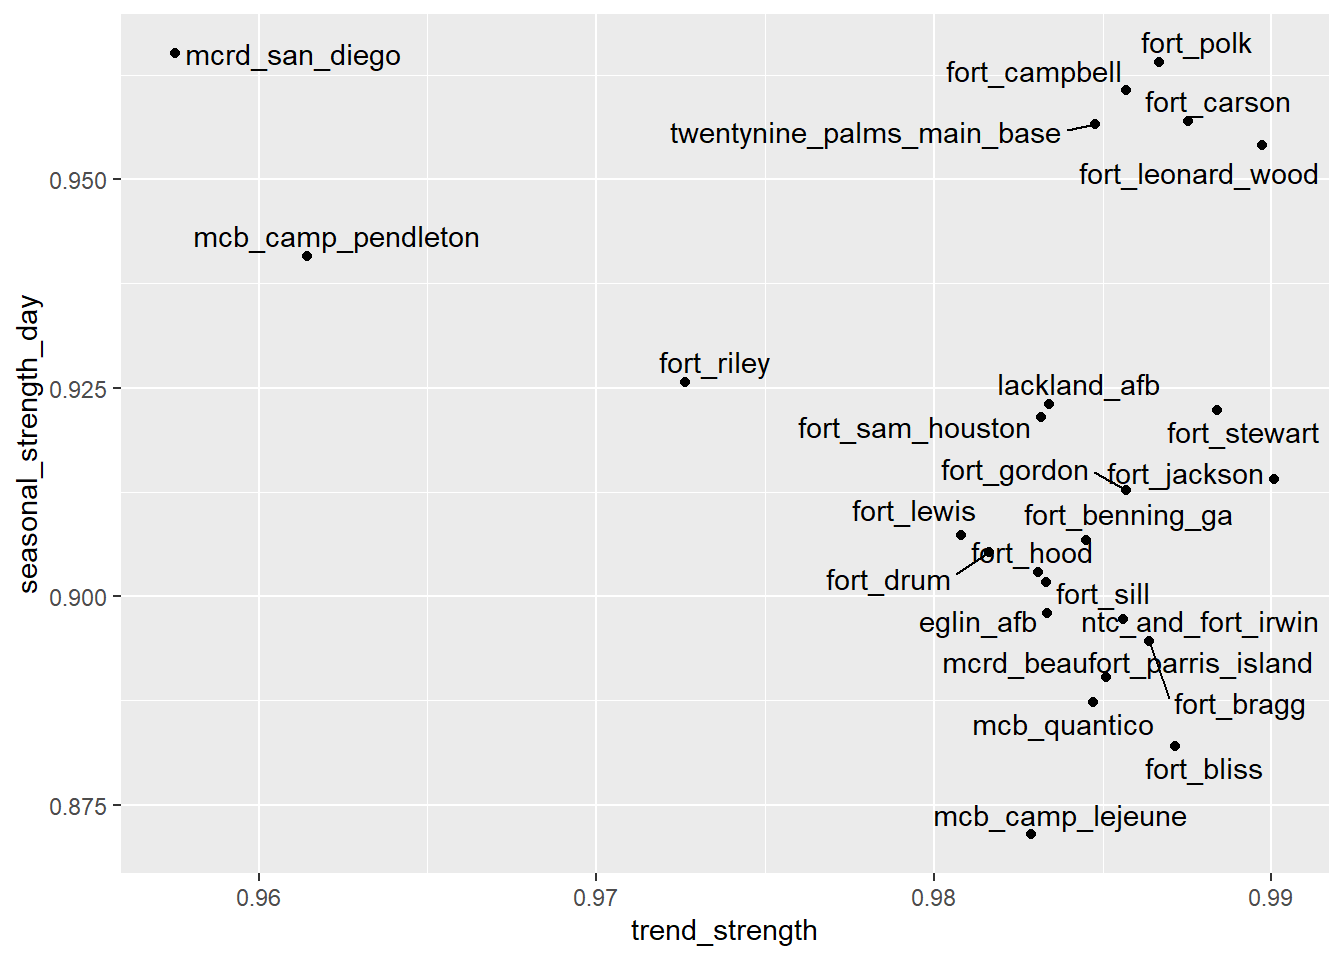 fort_polk
mcrd_san_diego
fort_campbell
fort_carson
twentynine_palms_main_base
fort_leonard_wood
mcb_camp_pendleton
fort_riley
lackland_afb
fort_sam_houston
fort_stewart
fort_gordon
fort_jackson
fort_lewis
fort_benning_ga
fort_hood
fort_drum
fort_sill
eglin_afb
ntc_and_fort_irwin
mcrd_beaufort_parris_island
fort_bragg
mcb_quantico
fort_bliss
mcb_camp_lejeune
seasonal_strength_day
0.950
0.925
0.900
0.875
0.96
0.97
0.98
0.99
trend_strength